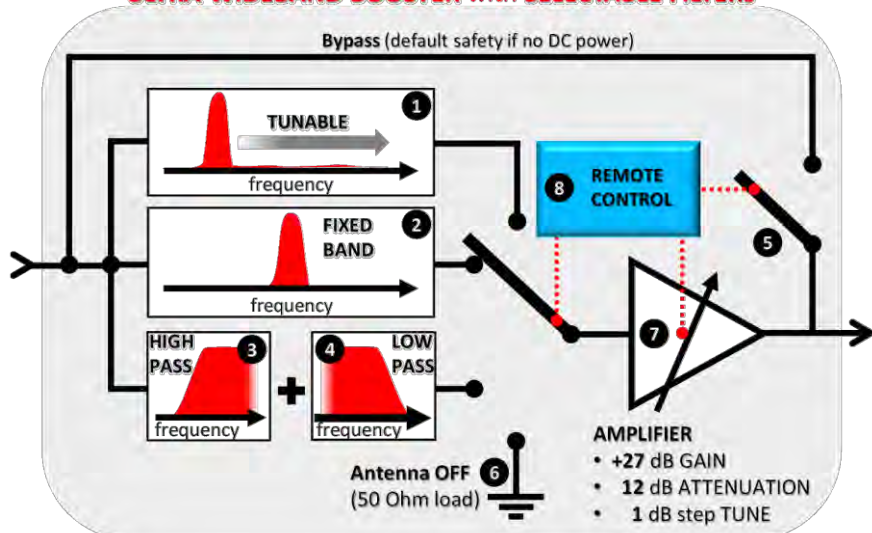 Bypass (default safety if no DC power)
1
TUNABLE
frequency
2
FIXED
BAND
frequency
HIGH
PASS
3
frequency
+
4
LOW
PASS
frequency
8
REMOTE
CONTROL
5
7
Antenna OFF
(50 Ohm load)
6
AMPLIFIER
• +27 dB GAIN
• 12 dB ATTENUATION
• 1 dB step TUNE